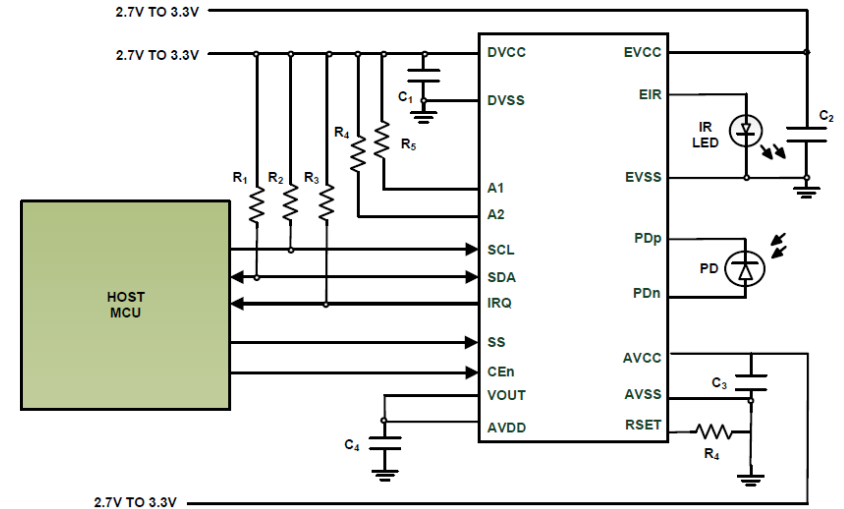 2.7V TO 3.3V
2.7V TO 3.3V
DVCC
EVCC
C1
DVSS
EIR
C2
R4
R5
IR
LED
R1
R2
R3
A1
EVSS
A2
PDp
SCL
PD
SDA
PDn
HOST
MCU
IRQ
SS
AVCC
CEn
C3
VOUT
AVSS
C4
AVDD
RSET
R4
2.7V TO 3.3V